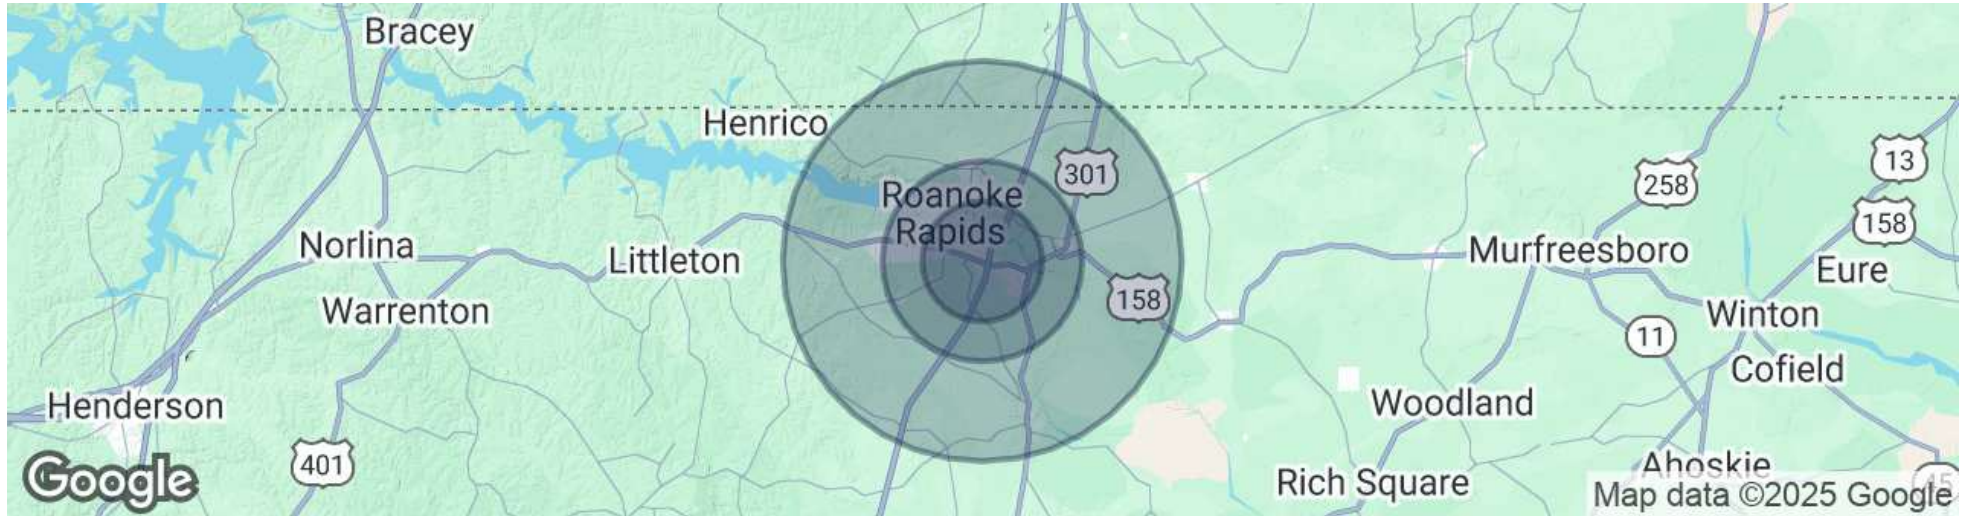 Bracey
Henrico
301
13
258
Roanoke
Rapids
158
Norlina
Littleton
Murfreesboro
Eure
158
Warrenton
Winton
11
Cofield
Henderson
Woodland
401
Ahoskie
Rich Square
45
Google
Map data ©2025 Google